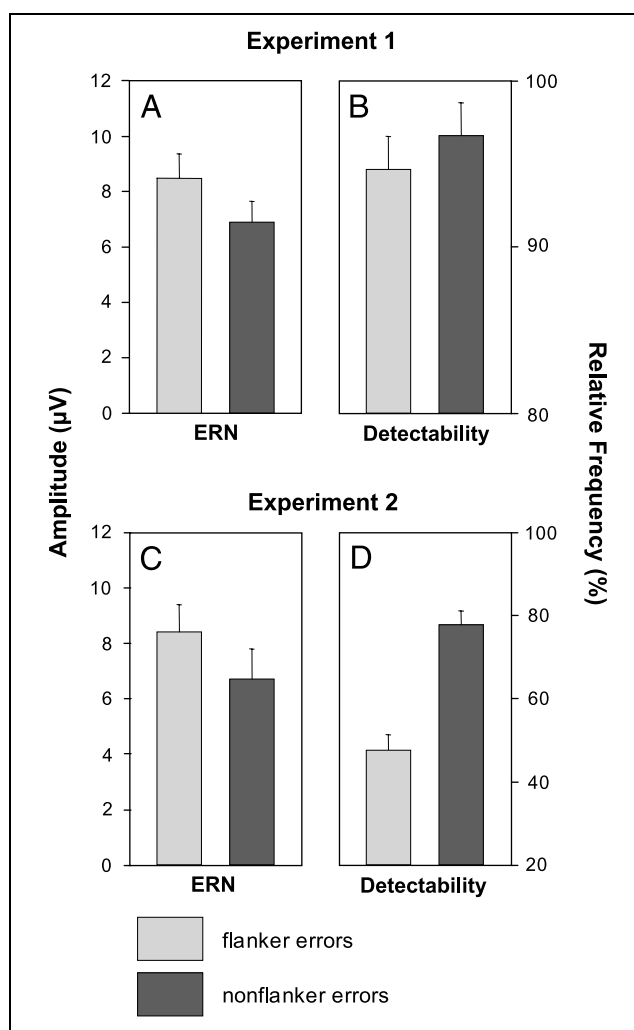 Experiment 1
12
10
8
6
4
2
0
A
ERN
B
Detectability
100
90
80
Amplitude (µV)
Relative Frequency (%)
Experiment 2
12
10
8
6
4
2
0
C
ERN
D
Detectability
100
80
60
40
20
flanker errors
nonflanker errors